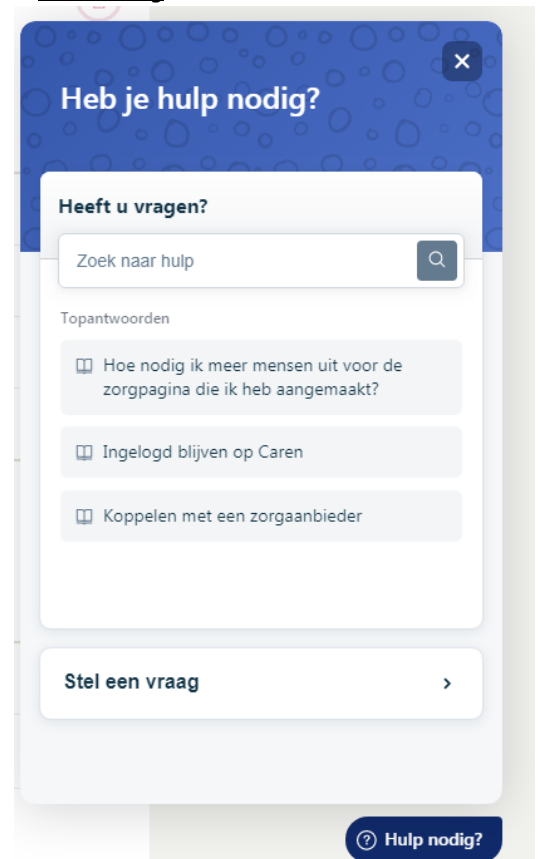 Heb je hulp nodig?
Heeft u vragen?
Zoek naar hulp
Topantwoorden
Hoe nodig ik meer mensen uit voor de
zorgpagina die ik heb aangemaakt?
Ingelogd blijven op Caren
Koppelen met een zorgaanbieder
Stel een vraag
Hulp nodig?